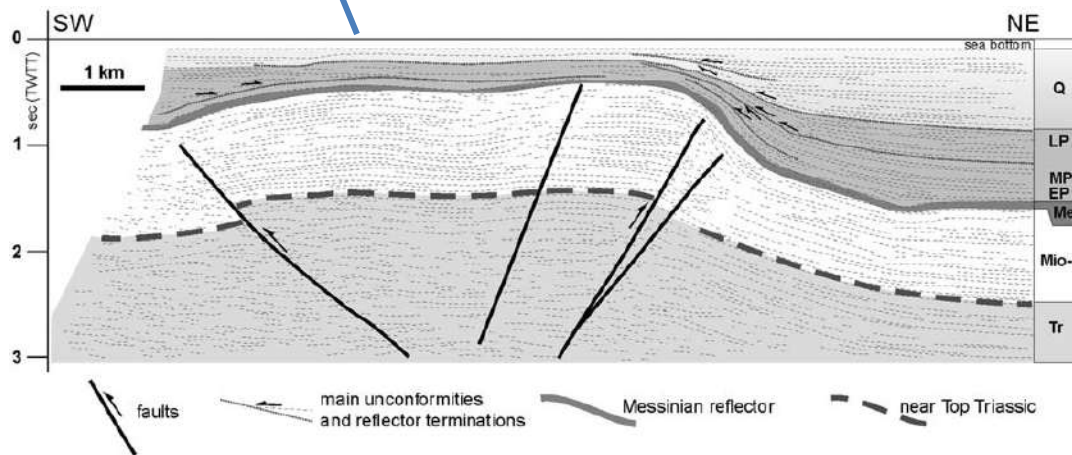 SW
NE
0
sea bottom
1 km
sec (TWTT)
Q
1
LP
MP
EP
Me
2
Mio-
Tr
3
faults
main unconformities
and reflector terminations
Messinian reflector
near Top Triassic